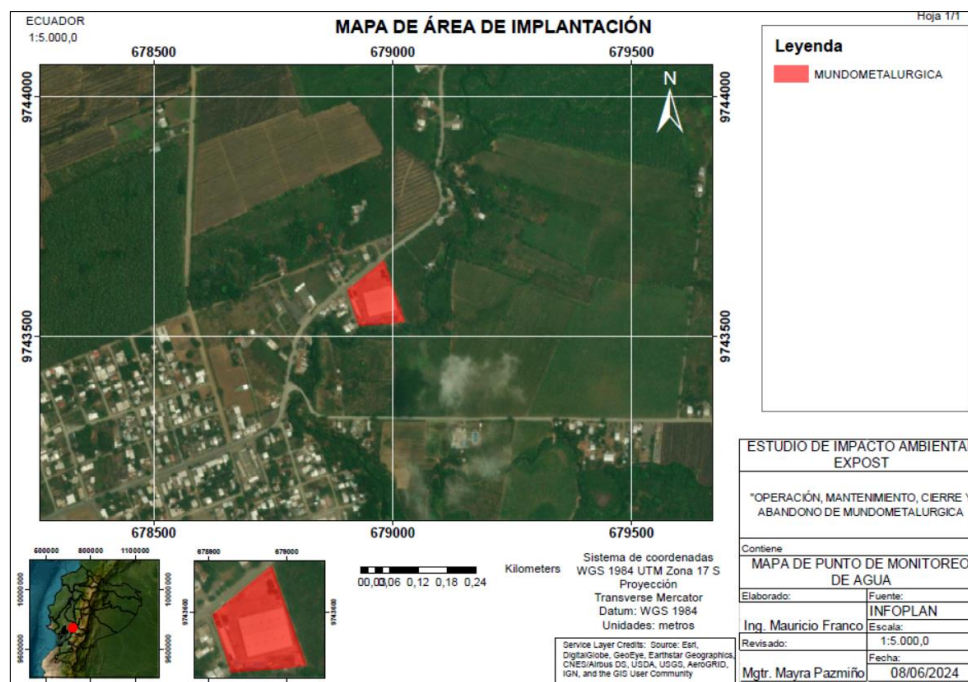 ECUADOR
1:5.000,0
MAPA DE ÁREA DE IMPLANTACIÓN
Hoja 1/1
678500
679000
679500
9744000
9744000
9743500
9743500
678500
679000
679500
N
Leyenda
MUNDOMETALURGICA
ESTUDIO DE IMPACTO AMBIENTAL
EXPOST
"OPERACIÓN, MANTENIMIENTO, CIERRE Y
ABANDONO DE MUNDOMETALURGICA
Contiene
MAPA DE PUNTO DE MONITOREO
DE AGUA
Elaborado:
Ing. Mauricio Franco
Revisado:
Mgtr. Mayra Pazmiño
Fuente:
INFOPLAN
Escala:
1:5.000,0
Fecha:
08/06/2024
600000
800000
1100000
10000000
10000000
9600000
9600000
679000
9743600
9743600
00,03
0,06
0,12
0,18
0,24
Kilometers
Sistema de coordenadas
WGS 1984 UTM Zona 17 S
Proyección
Transverse Mercator
Datum: WGS 1984
Unidades: metros
Service Layer Credits: Source: Esri,
DigitalGlobe, GeoEye, Earthstar Geographics,
CNES/Airbus DS, USDA, USGS, AeroGRID,
IGN, and the GIS User Community